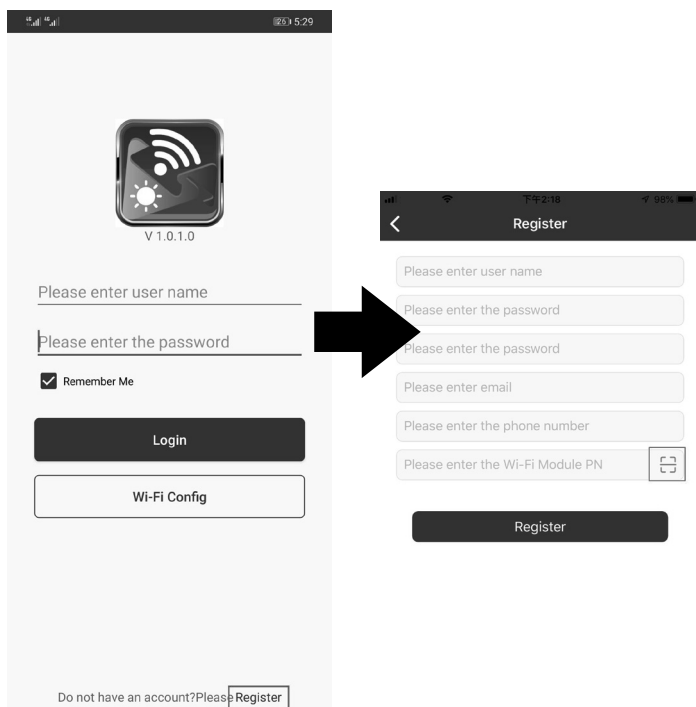 4G 4G 26 5:29
V 1.0.1.0
Please enter user name
Please enter the password
Remember Me
Login
Wi-Fi Config
Do not have an account?Please Register
下午2:18 98%
Register
Please enter user name
Please enter the password
Please enter the password
Please enter email
Please enter the phone number
Please enter the Wi-Fi Module PN
Register